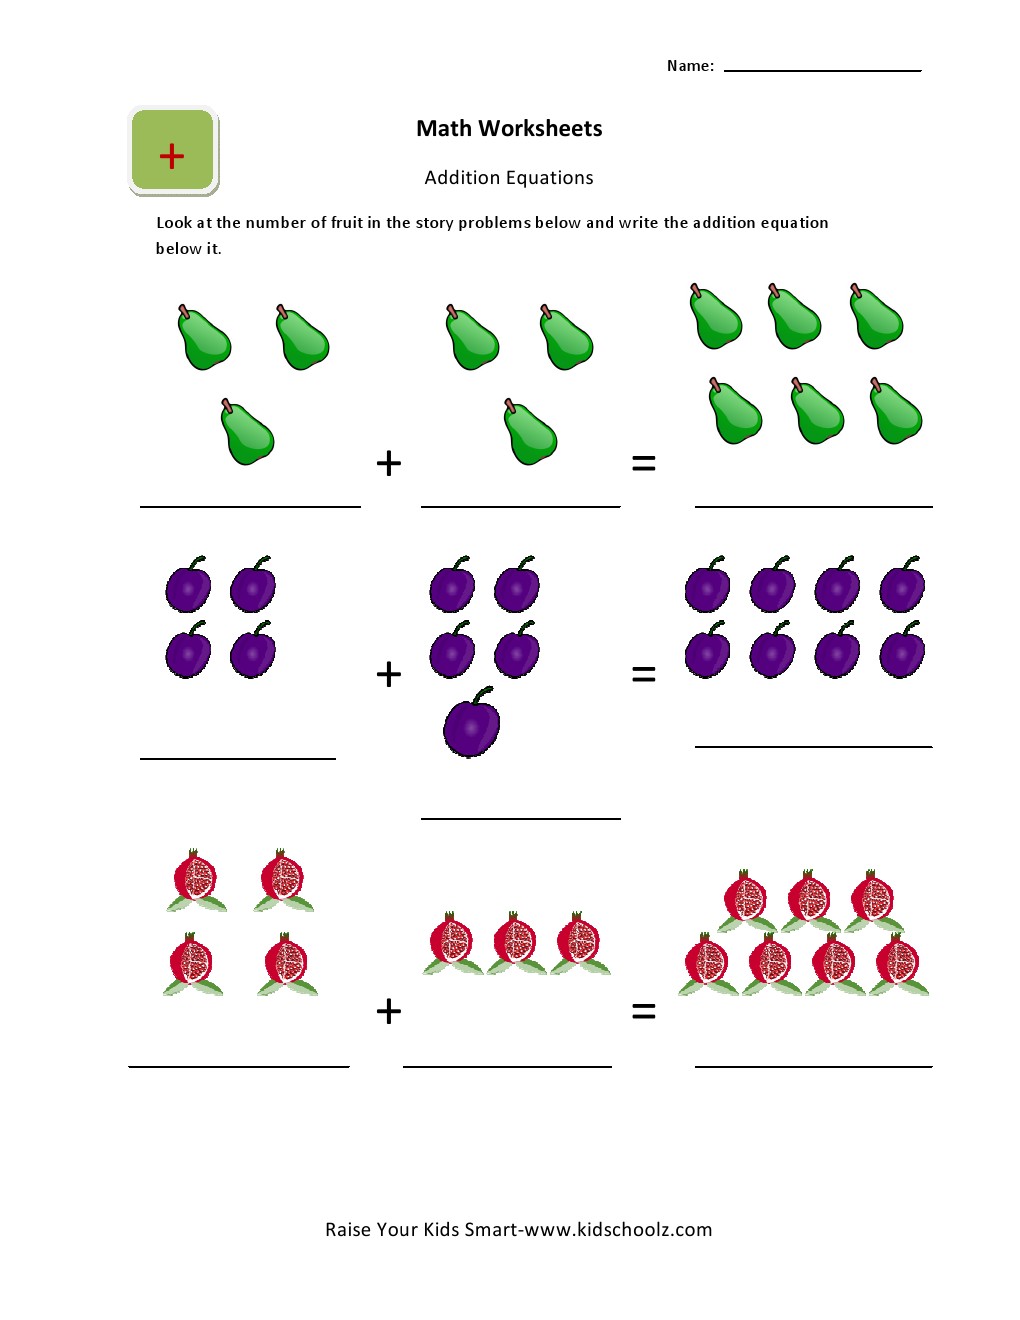 Name:
+
Math Worksheets
Addition Equations
Look at the number of fruit in the story problems below and write the addition equation
below it.
+ =
+ =
+ =
Raise Your Kids Smart-www.kidschoolz.com